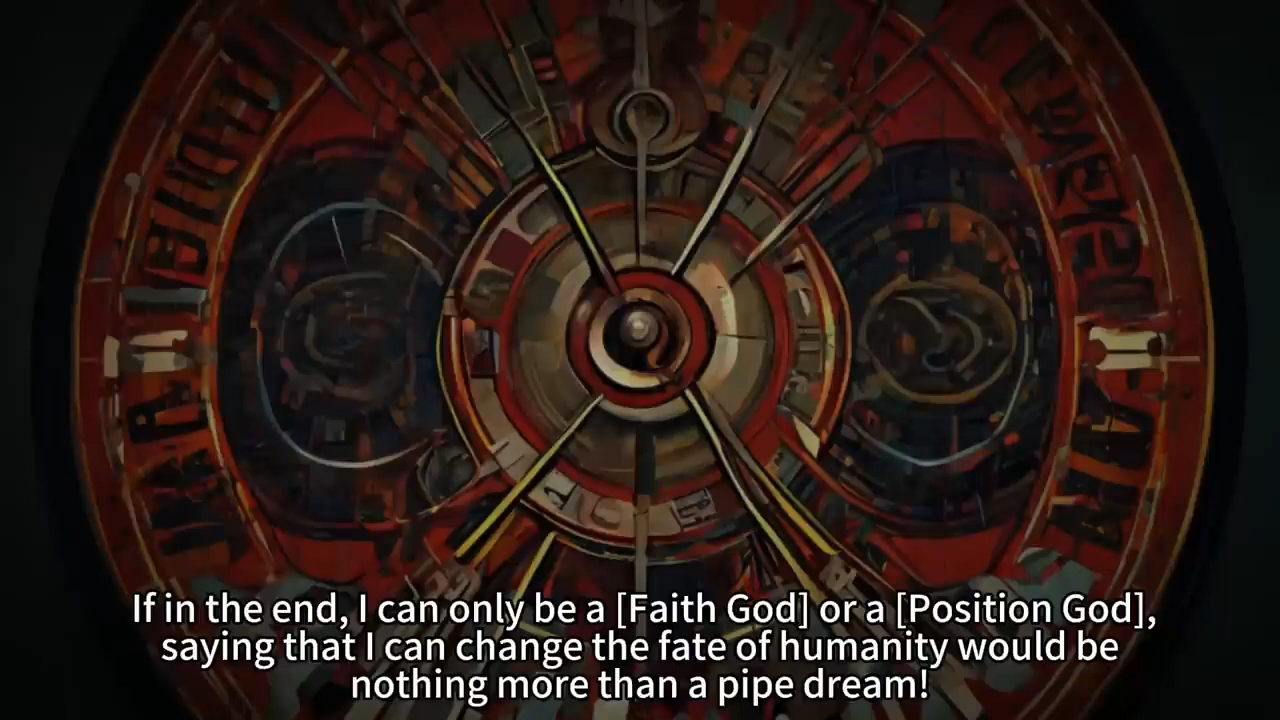 If in the end, I can only be a [Faith God] or a [Position God],
saying that I can change the fate of humanity would be
nothing more than a pipe dream!